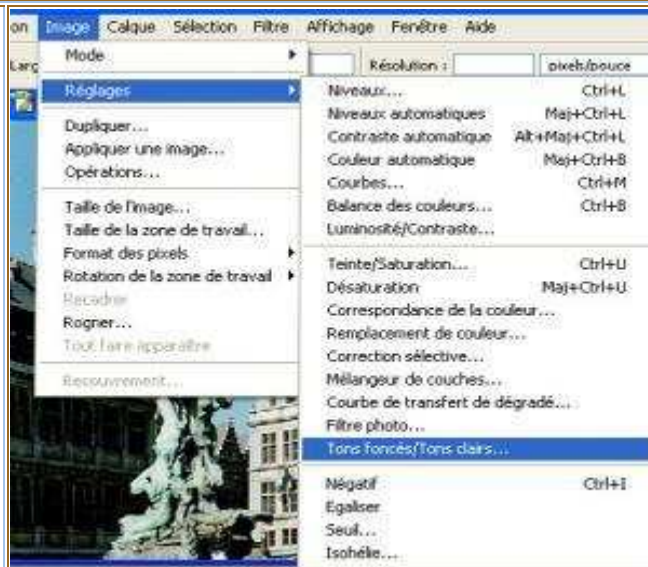 on Image Calque Sélection Filtre Affichage Fenêtre Aide
Larg Résolution : pixels/pouce
Mode
Réglages
Dupliquer...
Appliquer une image...
Opérations...
Taille de l'image...
Taille de la zone de travail...
Format des pixels
Rotation de la zone de travail
Recadrer
Rogner...
Tout faire apparaître
Recouvrement...
Niveaux... Ctrl+L
Niveaux automatiques Maj+Ctrl+L
Contraste automatique Alt+Maj+Ctrl+L
Couleur automatique Maj+Ctrl+B
Courbes... Ctrl+M
Balance des couleurs... Ctrl+B
Luminosité/Contraste...
Teinte/Saturation... Ctrl+U
Désaturation Maj+Ctrl+U
Correspondance de la couleur...
Remplacement de couleur...
Correction sélective...
Mélangeur de couches...
Courbe de transfert de dégradé...
Filtre photo...
Tons foncés/Tons clairs...
Négatif Ctrl+I
Egaliser
Seuil...
Isohélie...